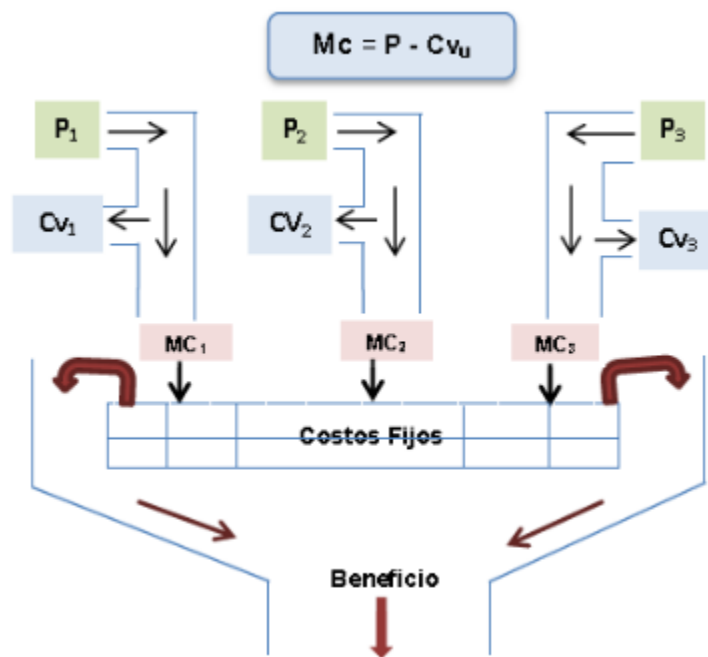 Mc = P - Cvᵤ
P₁
P₂
P₃
Cv₁
CV₂
Cv₃
MC₁
MC₂
MC₃
Costos Fijos
Beneficio